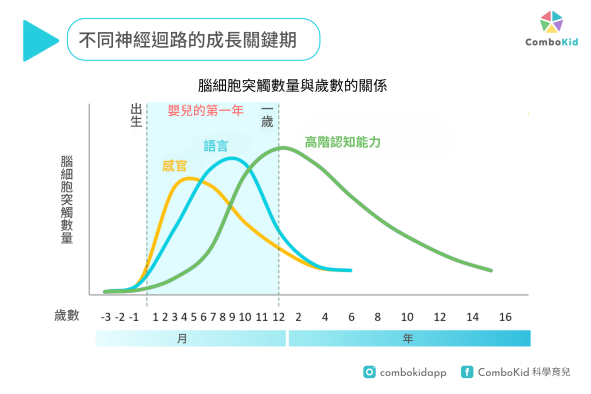 不同神經迴路的成長關鍵期
ComboKid
腦細胞突觸數量與歲數的關係
出生
嬰兒的第一年
一歲
語言
高階認知能力
感官
腦細胞突觸數量
歲數 -3 -2 -1 1 2 3 4 5 6 7 8 9 10 11 12 2 4 6 8 10 12 14 16
月 年
combokidapp ComboKid 科學育兒